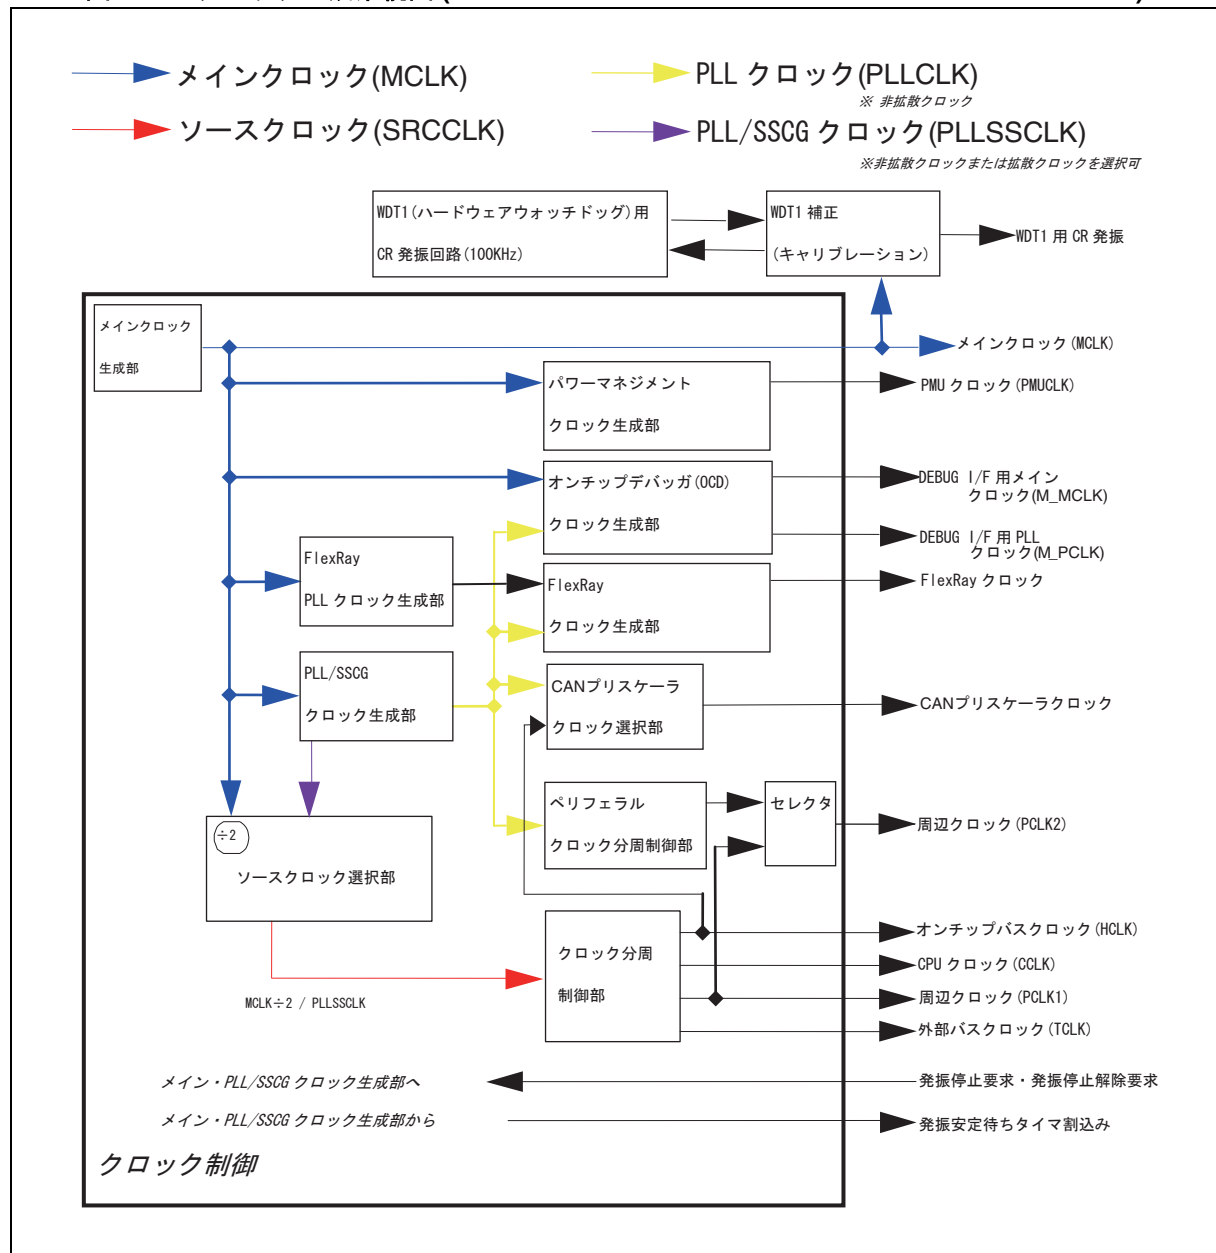 メインクロック(MCLK)
PLL クロック(PLLCLK)
※ 非拡散クロック
ソースクロック(SRCCLK)
PLL/SSCG クロック(PLLSSCLK)
※非拡散クロックまたは拡散クロックを選択可
WDT1(ハードウェアウォッチドッグ)用
CR 発振回路(100KHz)
WDT1 補正
(キャリブレーション)
WDT1 用 CR 発振
メインクロック
生成部
メインクロック(MCLK)
パワーマネジメント
クロック生成部
PMU クロック(PMUCLK)
オンチップデバッガ(OCD)
クロック生成部
DEBUG I/F 用メイン
クロック(M_MCLK)
DEBUG I/F 用 PLL
クロック(M_PCLK)
FlexRay
PLL クロック生成部
FlexRay
クロック生成部
FlexRay クロック
PLL/SSCG
クロック生成部
CANプリスケーラ
クロック選択部
CANプリスケーラクロック
ペリフェラル
クロック分周制御部
セレクタ
周辺クロック(PCLK2)
÷2
ソースクロック選択部
MCLK÷2 / PLLSSCLK
クロック分周
制御部
オンチップバスクロック(HCLK)
CPU クロック(CCLK)
周辺クロック(PCLK1)
外部バスクロック(TCLK)
メイン・PLL/SSCG クロック生成部へ
発振停止要求・発振停止解除要求
メイン・PLL/SSCG クロック生成部から
発振安定待ちタイマ割込み
クロック制御